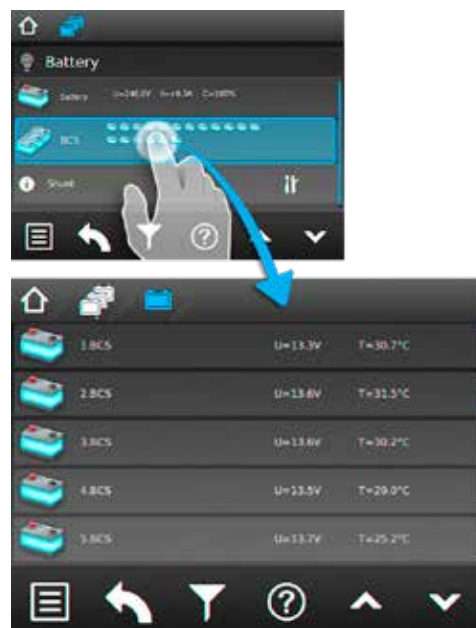 Battery
Battery
BCS
Shunt
1.BCS U=13.3V T=30.7°C
2.BCS U=13.6V T=31.5°C
3.BCS U=13.6V T=30.2°C
4.BCS U=13.5V T=29.0°C
5.BCS U=13.7V T=25.2°C